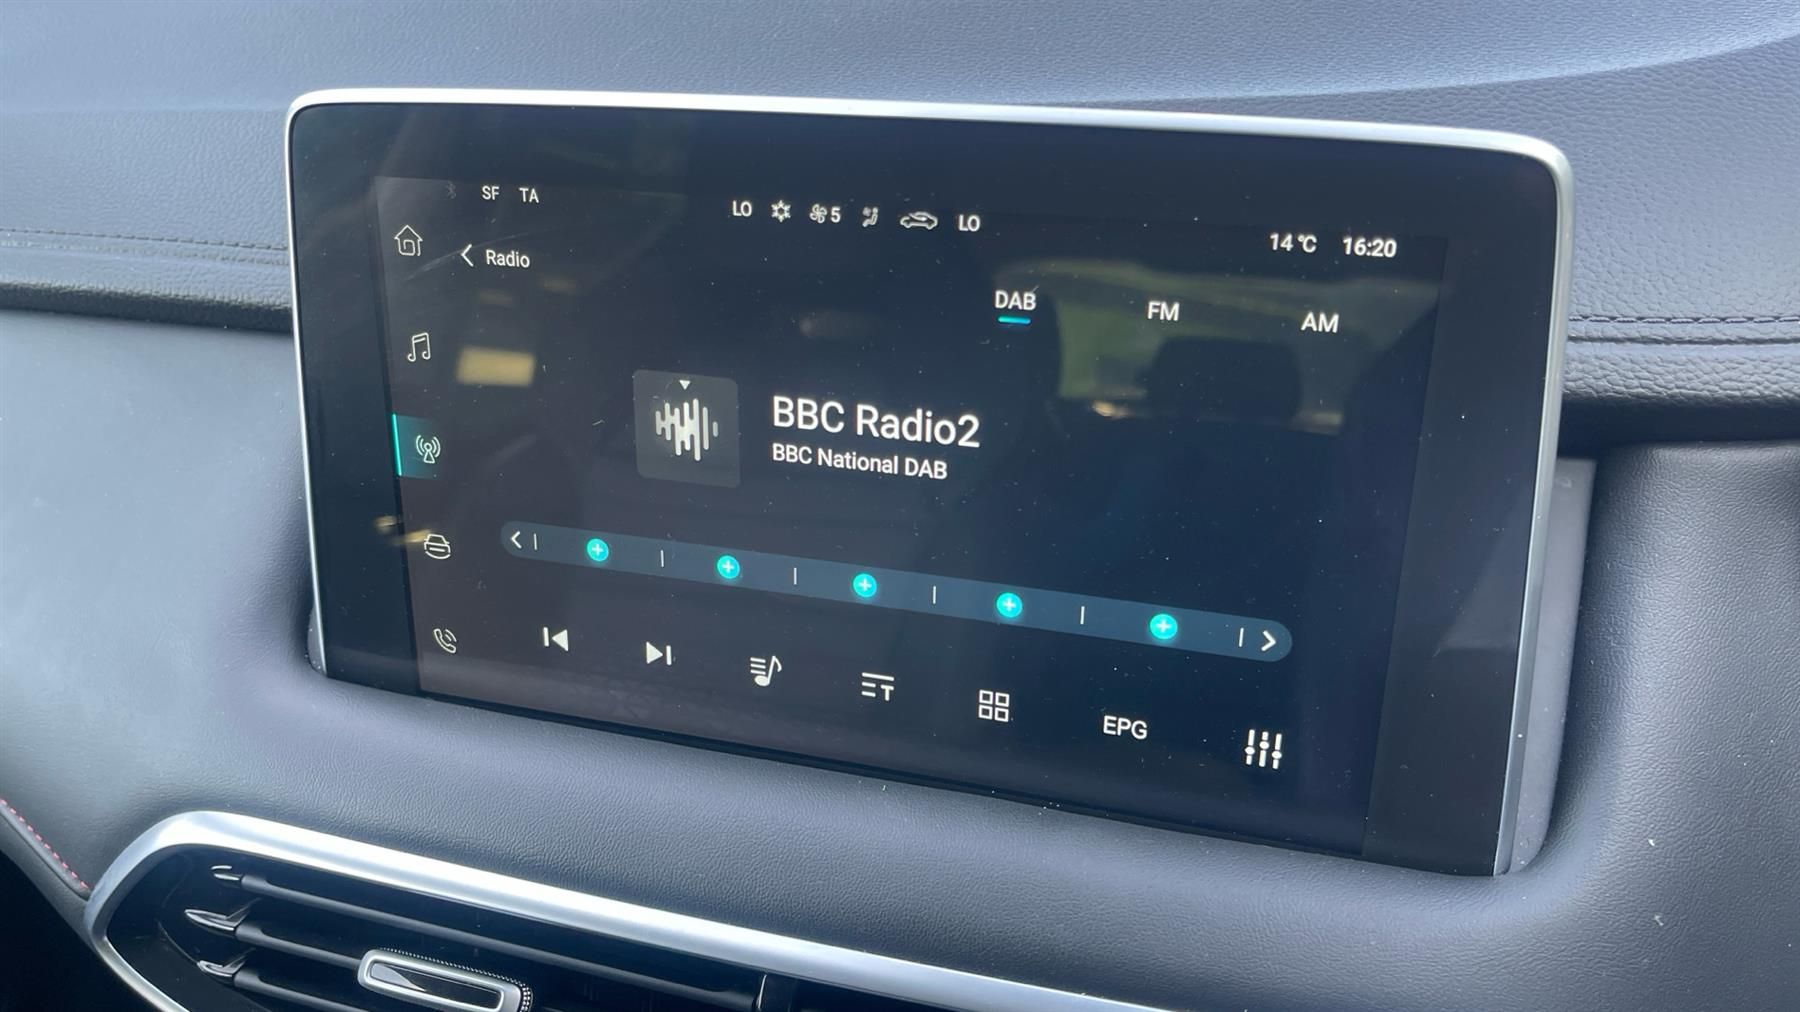 SF TA
LO 5 LO
14°C 16:20
Radio
DAB FM AM
BBC Radio2
BBC National DAB
EPG